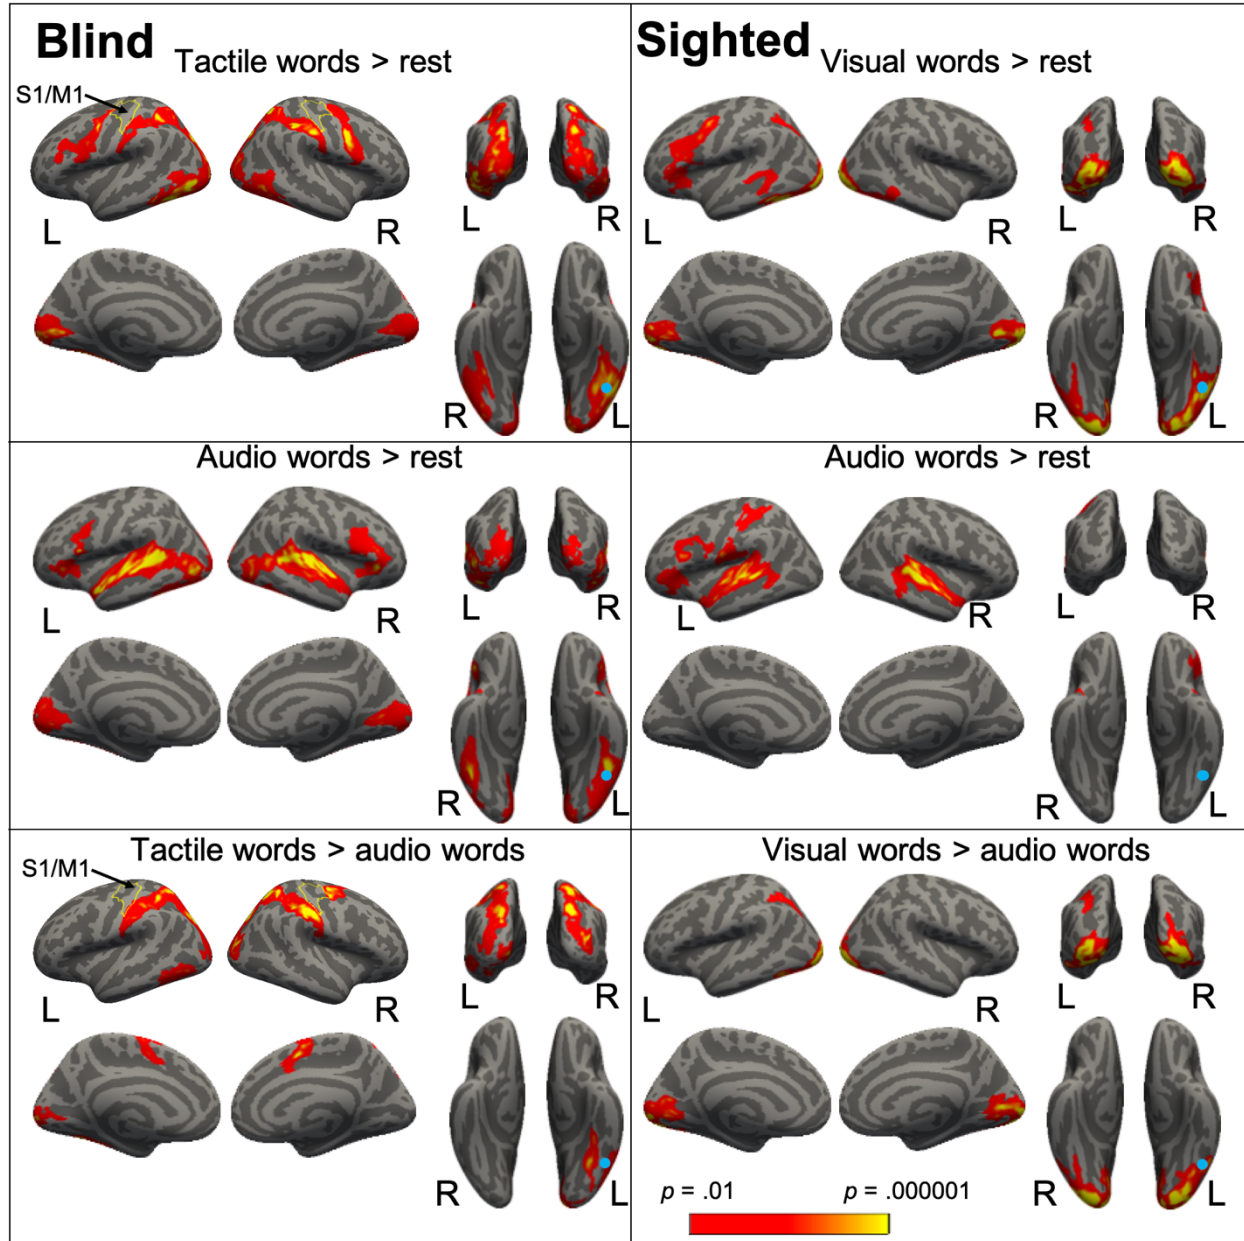 Blind
Tactile words > rest
S1/M1
L
R
L
R
R
L
Sighted
Visual words > rest
L
R
L
R
R
L
Audio words > rest
L
R
L
R
R
L
Audio words > rest
L
R
L
R
R
L
Tactile words > audio words
S1/M1
L
R
L
R
R
L
Visual words > audio words
L
R
L
R
R
L
p = .01
p = .000001